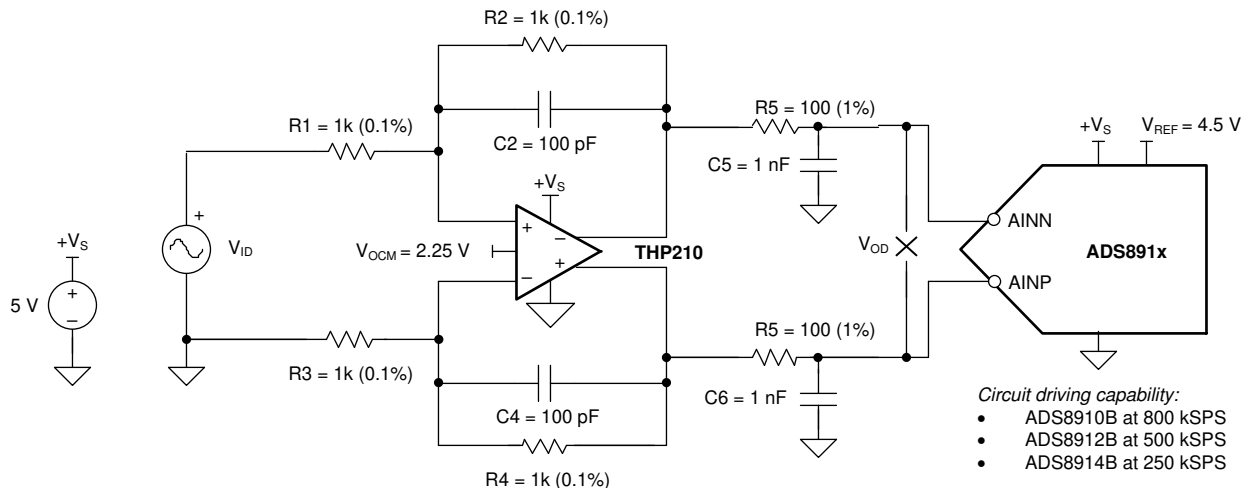 R2 = 1k (0.1%)
R1 = 1k (0.1%)
C2 = 100 pF
R5 = 100 (1%)
C5 = 1 nF
+VS
VREF = 4.5 V
+VS
+
VID
+VS
+
−
5 V
VOCM = 2.25 V
+
−
−
+
THP210
VOD
AINN
AINP
ADS891x
R3 = 1k (0.1%)
C4 = 100 pF
R4 = 1k (0.1%)
R5 = 100 (1%)
C6 = 1 nF
Circuit driving capability:
• ADS8910B at 800 kSPS
• ADS8912B at 500 kSPS
• ADS8914B at 250 kSPS